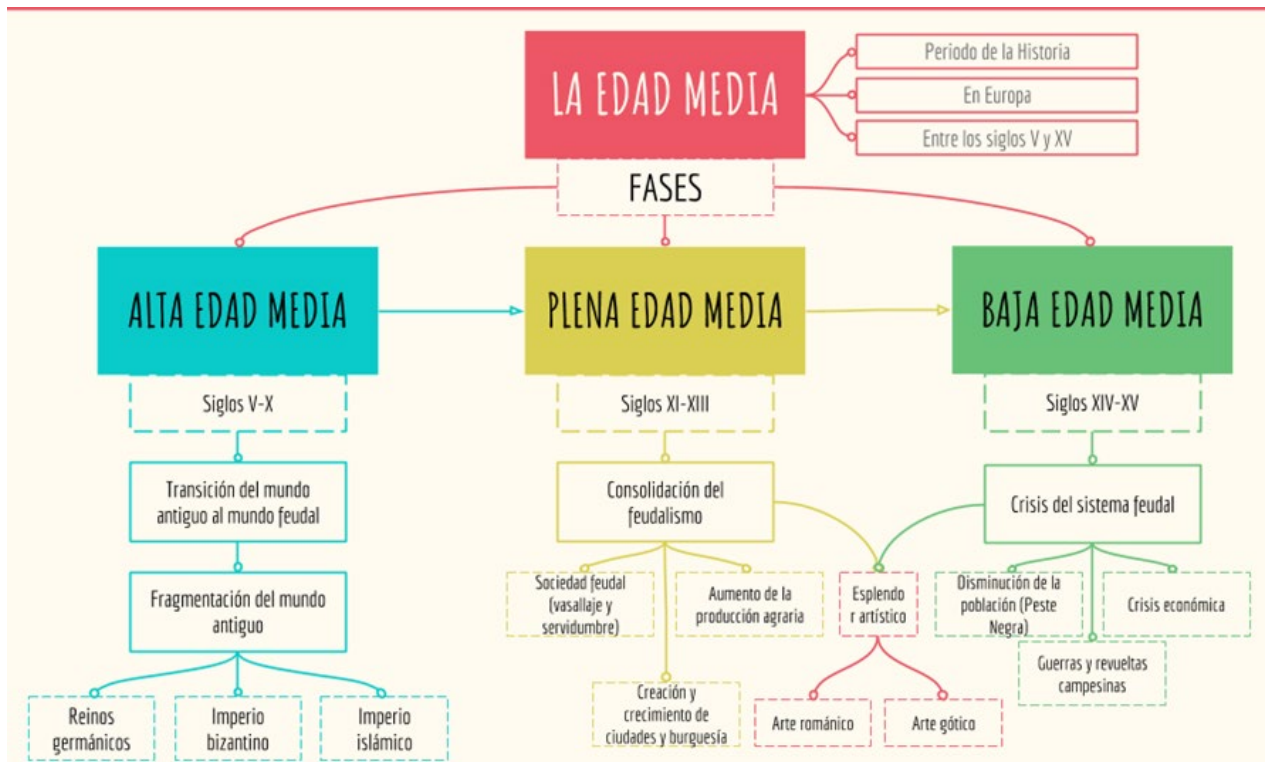 LA EDAD MEDIA
Periodo de la Historia
En Europa
Entre los siglos V y XV
FASES
ALTA EDAD MEDIA
PLENA EDAD MEDIA
BAJA EDAD MEDIA
Siglos V-X
Siglos XI-XIII
Siglos XIV-XV
Transición del mundo
antiguo al mundo feudal
Consolidación del
feudalismo
Crisis del sistema feudal
Fragmentación del mundo
antiguo
Sociedad feudal
(vasallaje y
servidumbre)
Aumento de la
producción agraria
Esplendo
r artístico
Disminución de la
población (Peste
Negra)
Crisis económica
Guerras y revueltas
campesinas
Reinos
germánicos
Imperio
bizantino
Imperio
islámico
Creación y
crecimiento de
ciudades y burguesía
Arte románico
Arte gótico